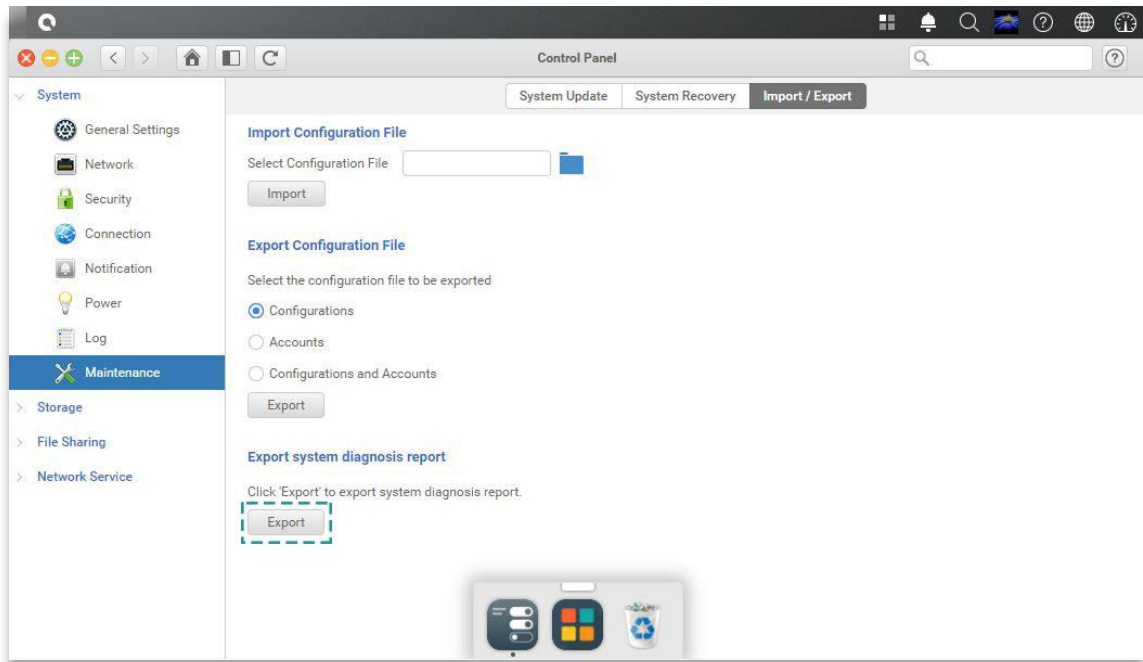 Control Panel
System
General Settings
Network
Security
Connection
Notification
Power
Log
Maintenance
Storage
File Sharing
Network Service
System Update System Recovery Import / Export
Import Configuration File
Select Configuration File
Import
Export Configuration File
Select the configuration file to be exported
Configurations
Accounts
Configurations and Accounts
Export
Export system diagnosis report
Click 'Export' to export system diagnosis report.
Export